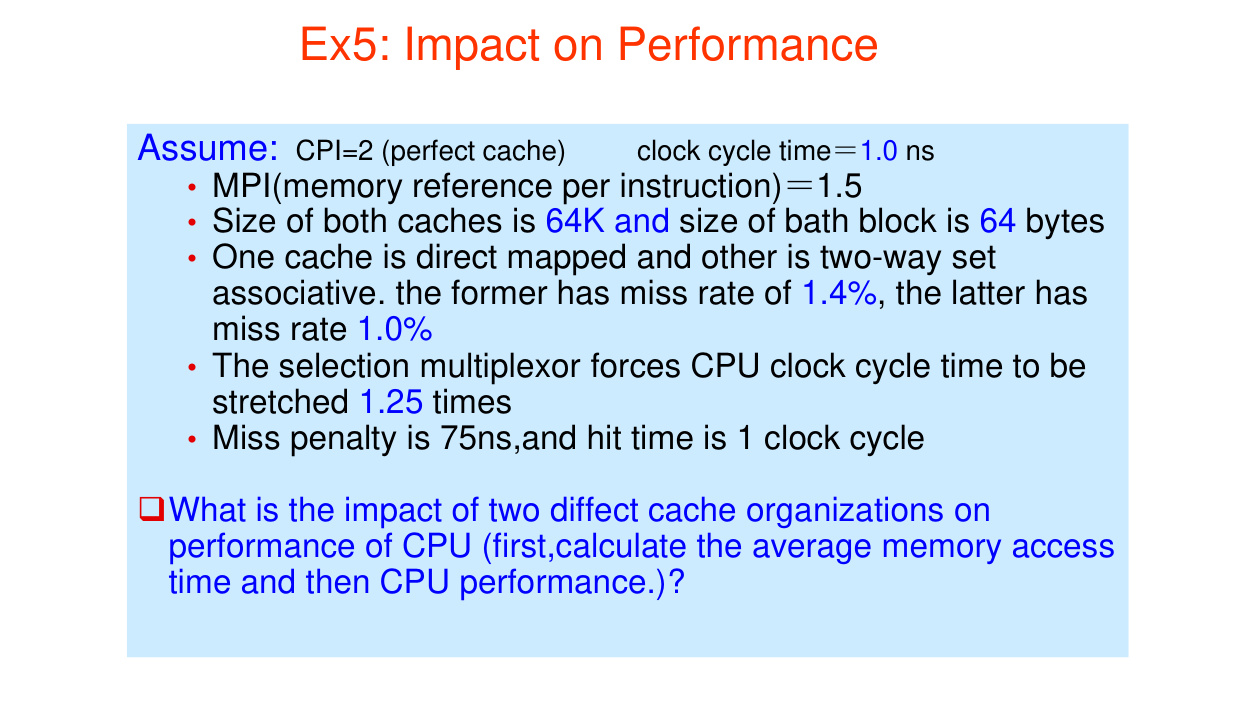 Ex5: Impact on Performance
Assume: CPI=2 (perfect cache) clock cycle time＝1.0 ns
• MPI(memory reference per instruction)＝1.5
• Size of both caches is 64K and size of bath block is 64 bytes
• One cache is direct mapped and other is two-way set
associative. the former has miss rate of 1.4%, the latter has
miss rate 1.0%
• The selection multiplexor forces CPU clock cycle time to be
stretched 1.25 times
• Miss penalty is 75ns,and hit time is 1 clock cycle
❑What is the impact of two diffect cache organizations on
performance of CPU (first,calculate the average memory access
time and then CPU performance.)?